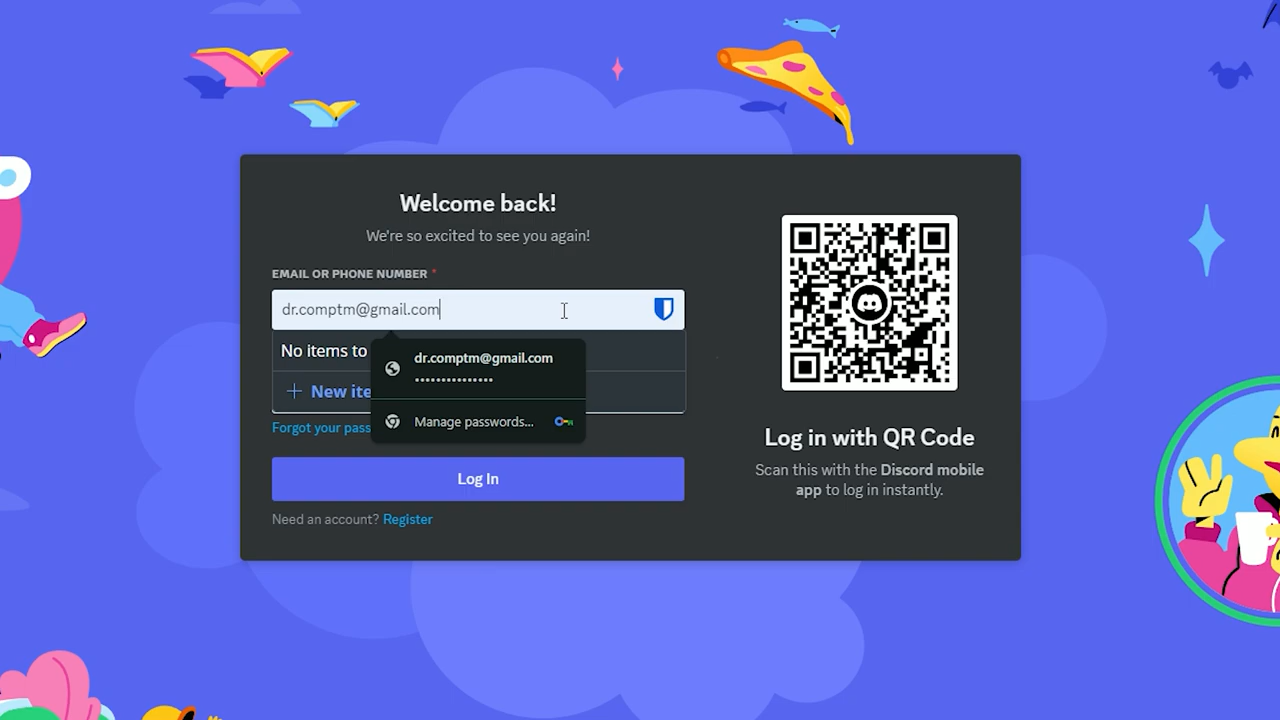 Welcome back!
We're so excited to see you again!
EMAIL OR PHONE NUMBER *
dr.comptm@gmail.com
No items to
dr.comptm@gmail.com
•••••••••••••••
New ite
Manage passwords...
Forgot your pass
Log In
Need an account? Register
Log in with QR Code
Scan this with the Discord mobile
app to log in instantly.